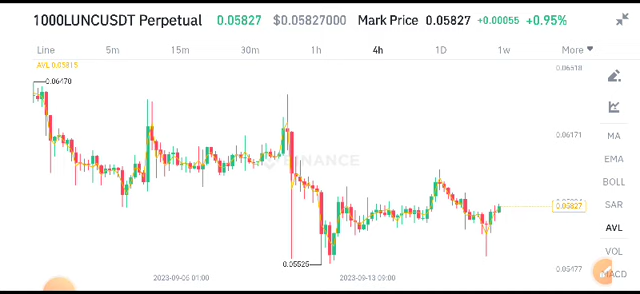 1000LUNCUSDT Perpetual 0.05827 $0.05827000 Mark Price 0.05827 +0.00055 +0.95%
Line 5m 15m 30m 1h 4h 1D 1w More
AVL 0.05815
0.06518
0.06470
0.06171
MA
EMA
BINANCE
BOLL
0.05827
SAR
AVL
VOL
0.05525
0.05477
MACD
2023-09-05 01:00 2023-09-13 09:00